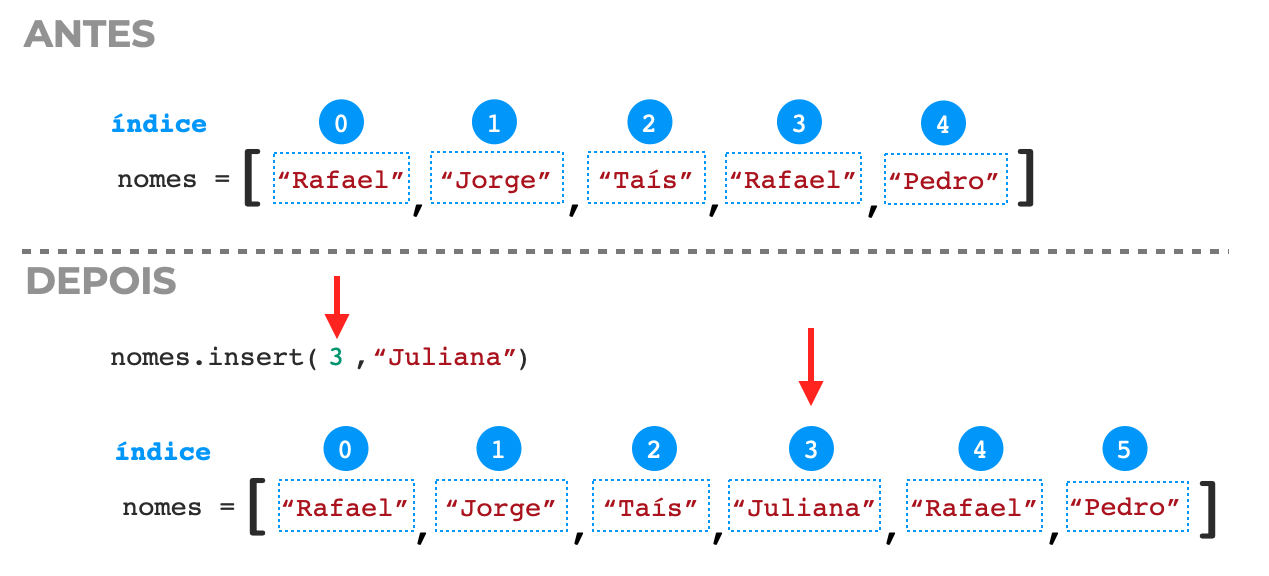 ANTES
índice 0 1 2 3 4
nomes = [ “Rafael” , “Jorge” , “Taís” , “Rafael” , “Pedro” ]
DEPOIS
nomes.insert( 3 ,“Juliana”)
índice 0 1 2 3 4 5
nomes = [ “Rafael” , “Jorge” , “Taís” , “Juliana” , “Rafael” , “Pedro” ]